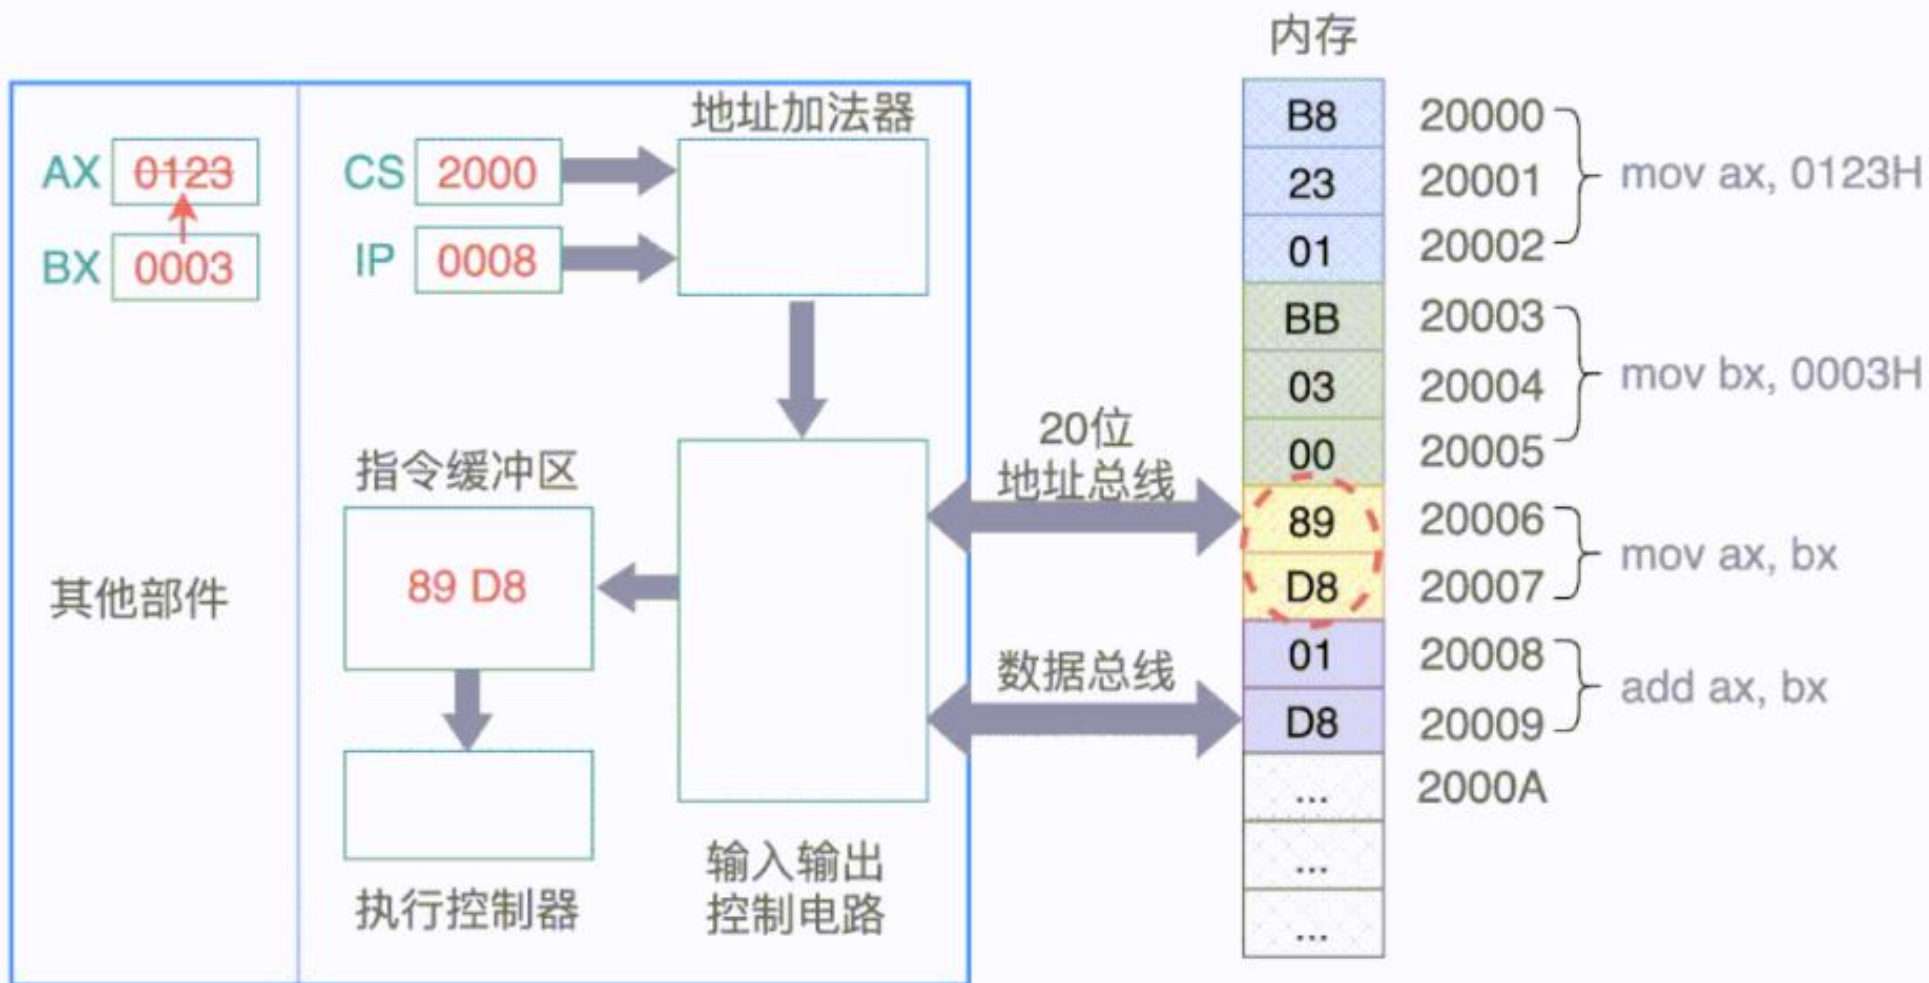 内存
地址加法器
AX 0123
BX 0003
CS 2000
IP 0008
指令缓冲区
89 D8
其他部件
执行控制器
输入输出
控制电路
20位
地址总线
数据总线
B8 20000
23 20001
01 20002
mov ax, 0123H
BB 20003
03 20004
00 20005
mov bx, 0003H
89 20006
D8 20007
mov ax, bx
01 20008
D8 20009
add ax, bx
... 2000A
...
...